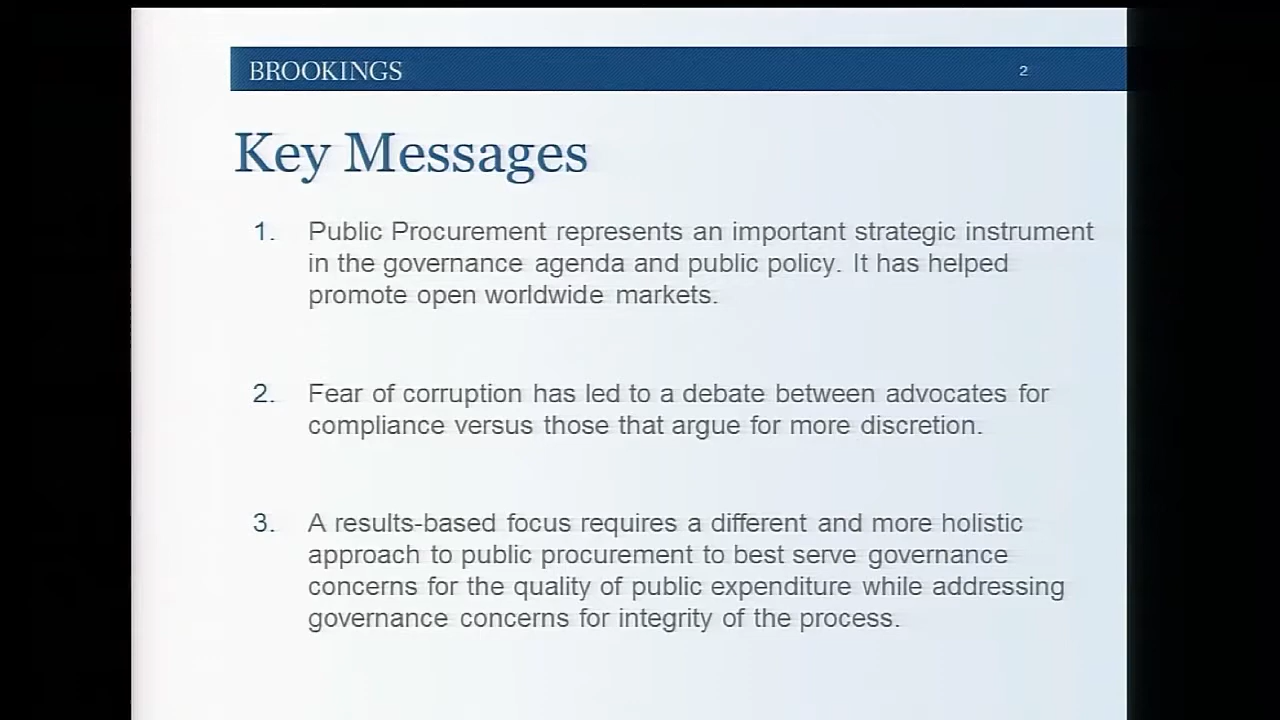 BROOKINGS
2
Key Messages
1. Public Procurement represents an important strategic instrument
in the governance agenda and public policy. It has helped
promote open worldwide markets.
2. Fear of corruption has led to a debate between advocates for
compliance versus those that argue for more discretion.
3. A results-based focus requires a different and more holistic
approach to public procurement to best serve governance
concerns for the quality of public expenditure while addressing
governance concerns for integrity of the process.